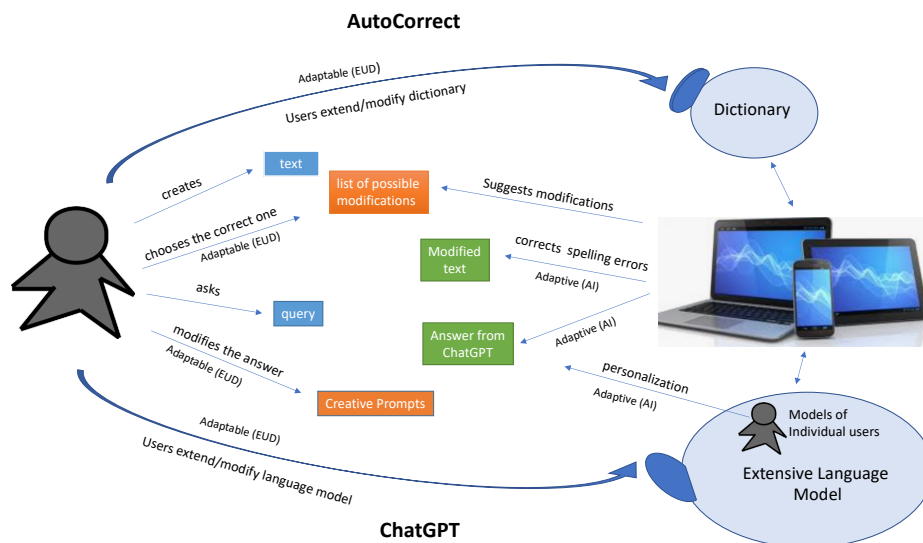 AutoCorrect
Adaptable (EUD)
Users extend/modify dictionary
Dictionary
text
creates
list of possible
modifications
Suggests modifications
chooses the correct one
Adaptable (EUD)
Modified
text
corrects spelling errors
Adaptive (AI)
asks
query
Answer from
ChatGPT
Adaptive (AI)
modifies the answer
Adaptable (EUD)
personalization
Adaptive (AI)
Creative Prompts
Models of
Individual users
Adaptable (EUD)
Users extend/modify language model
Extensive Language
Model
ChatGPT